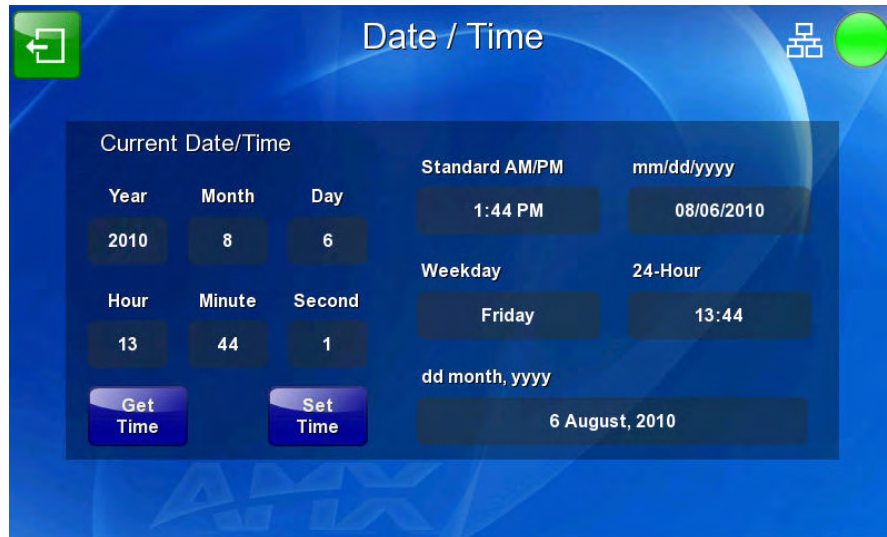 Date / Time
Current Date/Time
Year Month Day
2010 8 6
Hour Minute Second
13 44 1
Get Time
Set Time
Standard AM/PM mm/dd/yyyy
1:44 PM 08/06/2010
Weekday 24-Hour
Friday 13:44
dd month, yyyy
6 August, 2010
AMX